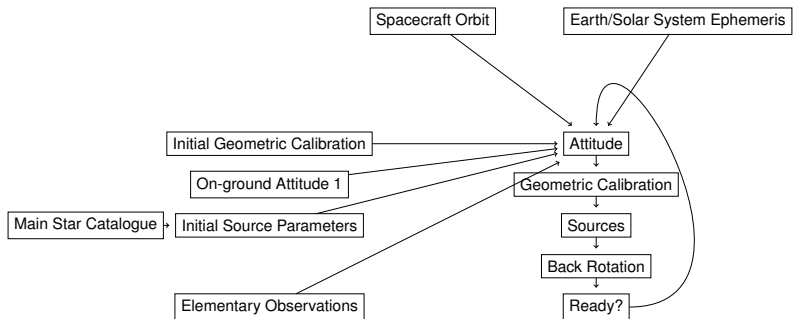 Spacecraft Orbit
Earth/Solar System Ephemeris
Initial Geometric Calibration
Attitude
On-ground Attitude 1
Geometric Calibration
Main Star Catalogue
Initial Source Parameters
Sources
Back Rotation
Elementary Observations
Ready?